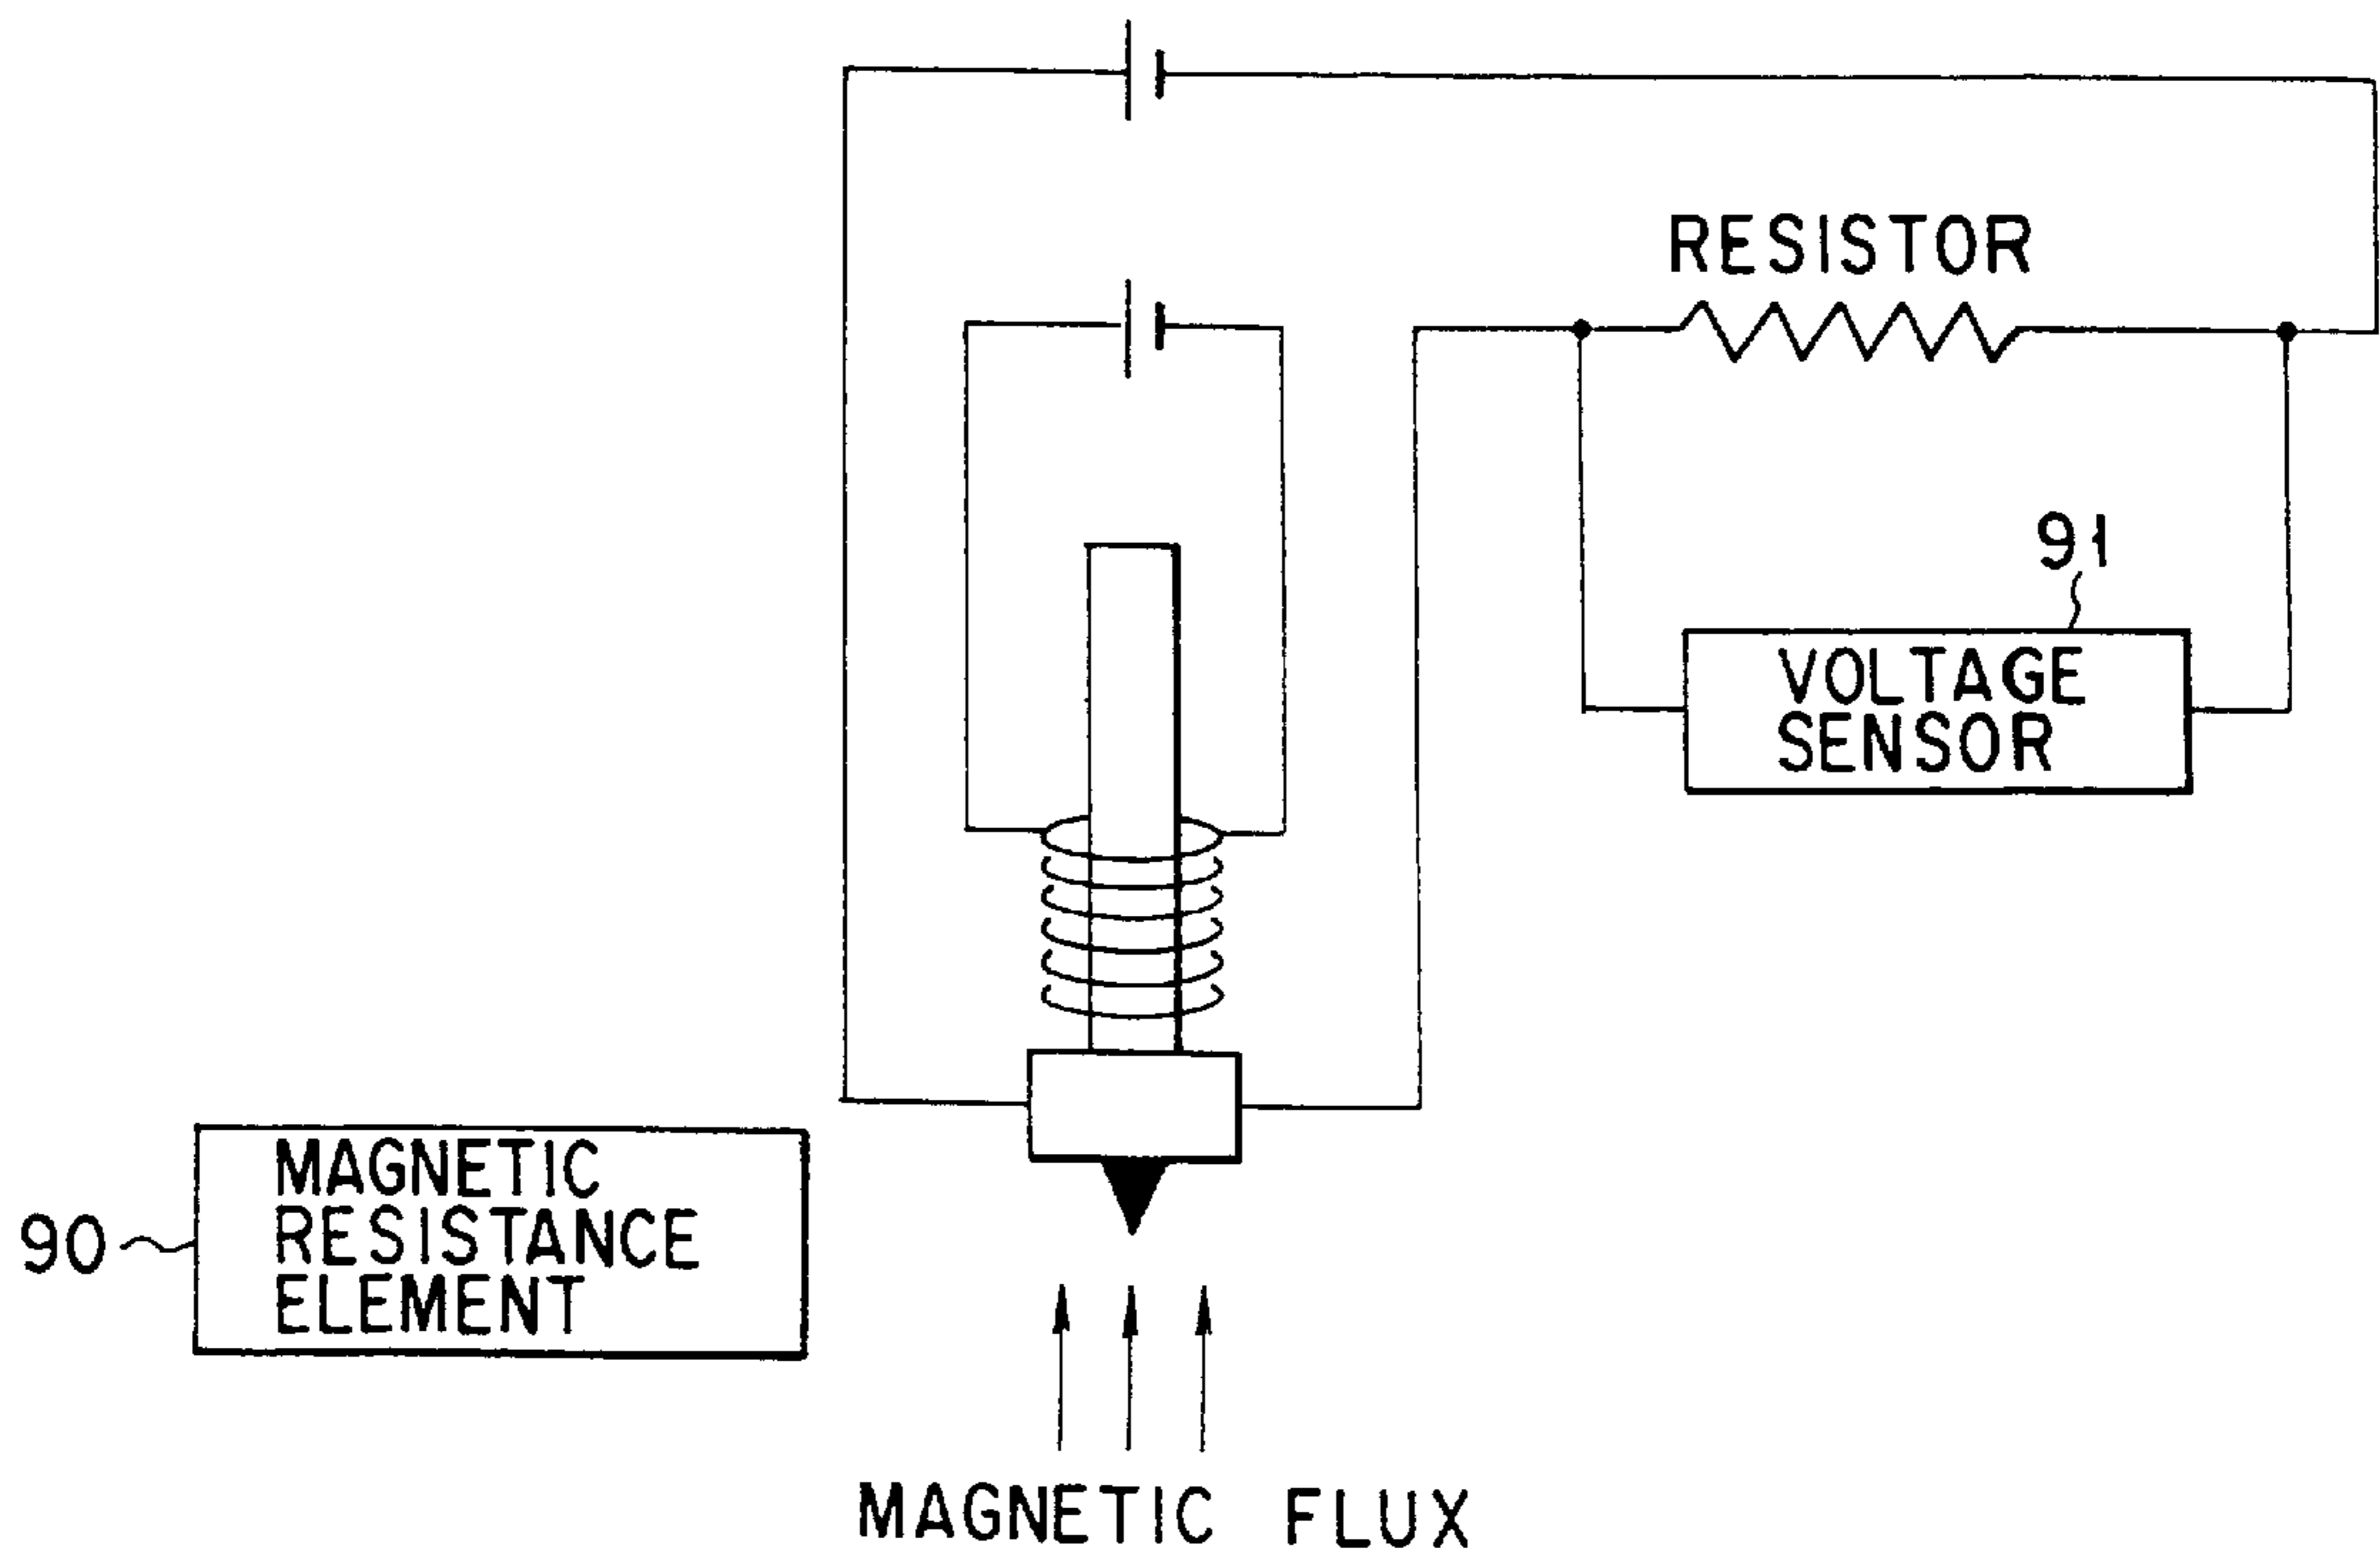 RESISTOR
91
VOLTAGE
SENSOR
MAGNETIC
RESISTANCE
ELEMENT
90
MAGNETIC FLUX